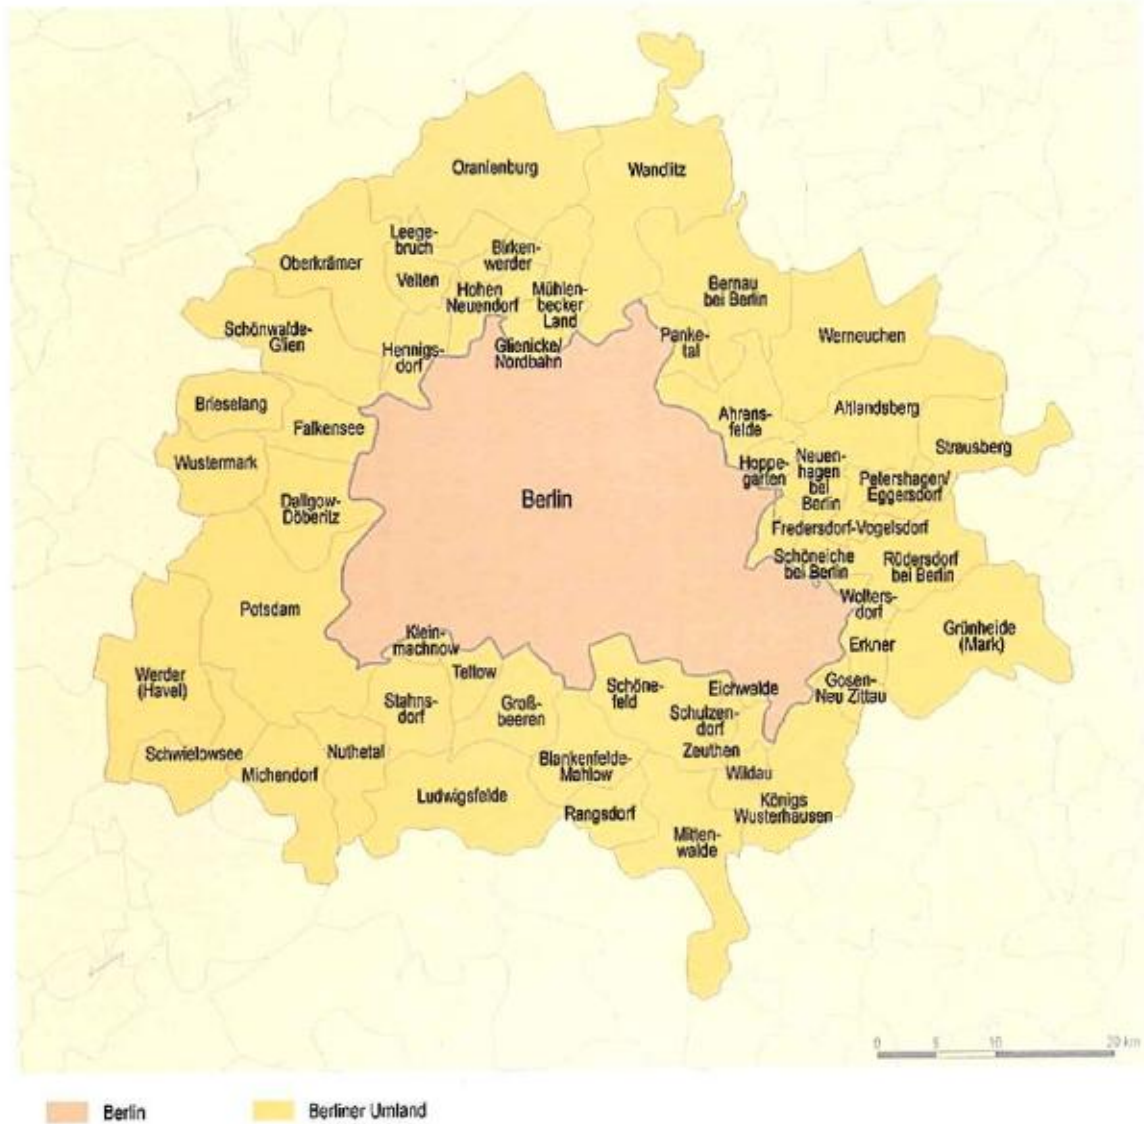 Oranienburg
Wandlitz
Leege-
bruch
Birken-
werder
Oberkrämer
Velten
Hohen
Neuendorf
Mühlen-
becker
Land
Bernau
bei Berlin
Schönwalde-
Glien
Hennigs-
dorf
Glienicke/
Nordbahn
Panke-
tal
Werneuchen
Brieselang
Falkensee
Ahrens-
felde
Altlandsberg
Strausberg
Wustermark
Hoppe-
garten
Neuen-
hagen
bei
Berlin
Petershagen/
Eggersdorf
Dallgow-
Döberitz
Berlin
Fredersdorf-Vogelsdorf
Schöneiche
bei Berlin
Rüdersdorf
bei Berlin
Potsdam
Wolters-
dorf
Klein-
machnow
Erkner
Grünheide
(Mark)
Werder
(Havel)
Teltow
Stahns-
dorf
Groß-
beeren
Schöne-
feld
Eichwalde
Gosen-
Neu Zittau
Schulzen-
dorf
Schwielowsee
Nuthetal
Zeuthen
Michendorf
Blankenfelde-
Mahlow
Wildau
Ludwigsfelde
Rangsdorf
Königs
Wusterhausen
Mitten-
walde
0 5 10 20 km
Berlin
Berliner Umland